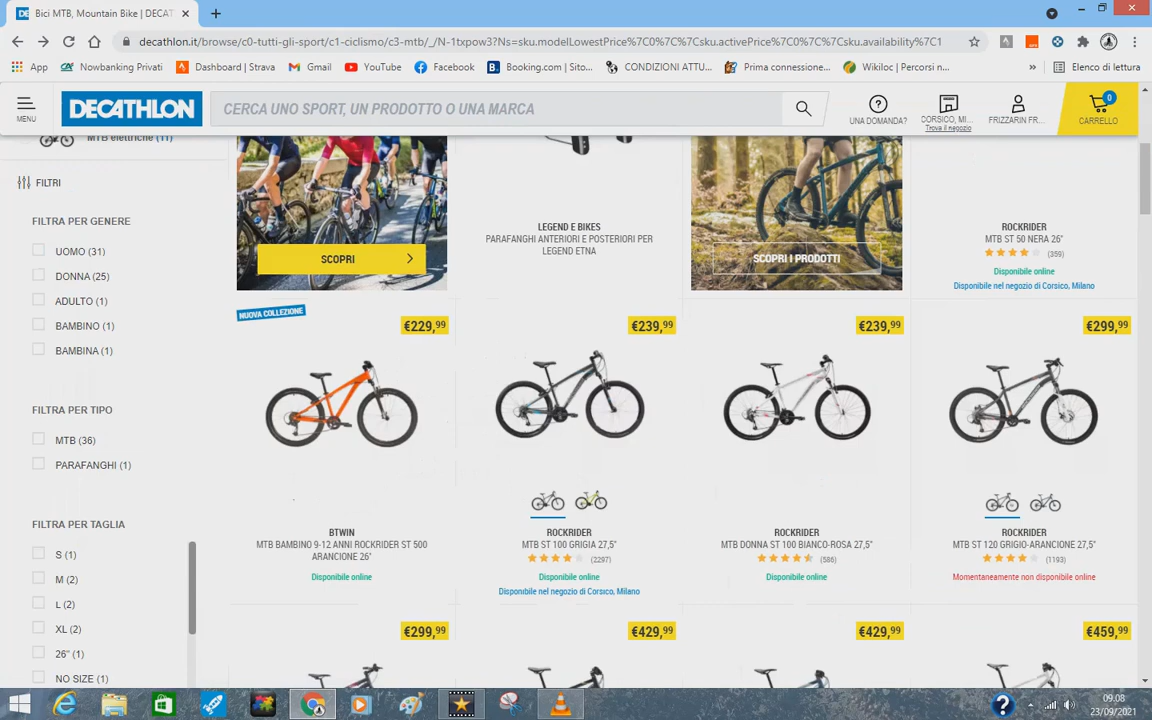 Bici MTB, Mountain Bike | DECAT
decathlon.it/browse/c0-tutti-gli-sport/c1-ciclismo/c3-mtb/_/N-1txpow3?Ns=sku.modelLowestPrice%7C0%7C%7Csku.activePrice%7C0%7C%7Csku.availability%7C1
App
Nowbanking Privati
Dashboard | Strava
Gmail
YouTube
Facebook
Booking.com | Sito...
CONDIZIONI ATTU...
Prima connessione...
Wikiloc | Percorsi n...
»
Elenco di lettura
MENU
DECATHLON
CERCA UNO SPORT, UN PRODOTTO O UNA MARCA
UNA DOMANDA?
CORSICO, MI...
Trova il negozio
FRIZZARIN FR...
0
CARRELLO
MTB elettriche (11)
FILTRI
FILTRA PER GENERE
UOMO (31)
DONNA (25)
ADULTO (1)
BAMBINO (1)
BAMBINA (1)
FILTRA PER TIPO
MTB (36)
PARAFANGHI (1)
FILTRA PER TAGLIA
S (1)
M (2)
L (2)
XL (2)
26" (1)
NO SIZE (1)
SCOPRI
LEGEND E BIKES
PARAFANGHI ANTERIORI E POSTERIORI PER
LEGEND ETNA
SCOPRI I PRODOTTI
ROCKRIDER
MTB ST 50 NERA 26"
(359)
Disponibile online
Disponibile nel negozio di Corsico, Milano
NUOVA COLLEZIONE
€229,99
€239,99
€239,99
€299,99
BTWIN
MTB BAMBINO 9-12 ANNI ROCKRIDER ST 500
ARANCIONE 26"
Disponibile online
ROCKRIDER
MTB ST 100 GRIGIA 27,5"
(2297)
Disponibile online
Disponibile nel negozio di Corsico, Milano
ROCKRIDER
MTB DONNA ST 100 BIANCO-ROSA 27,5"
(586)
Disponibile online
ROCKRIDER
MTB ST 120 GRIGIO-ARANCIONE 27,5"
(1193)
Momentaneamente non disponibile online
€299,99
€429,99
€429,99
€459,99
09.08
23/09/2021